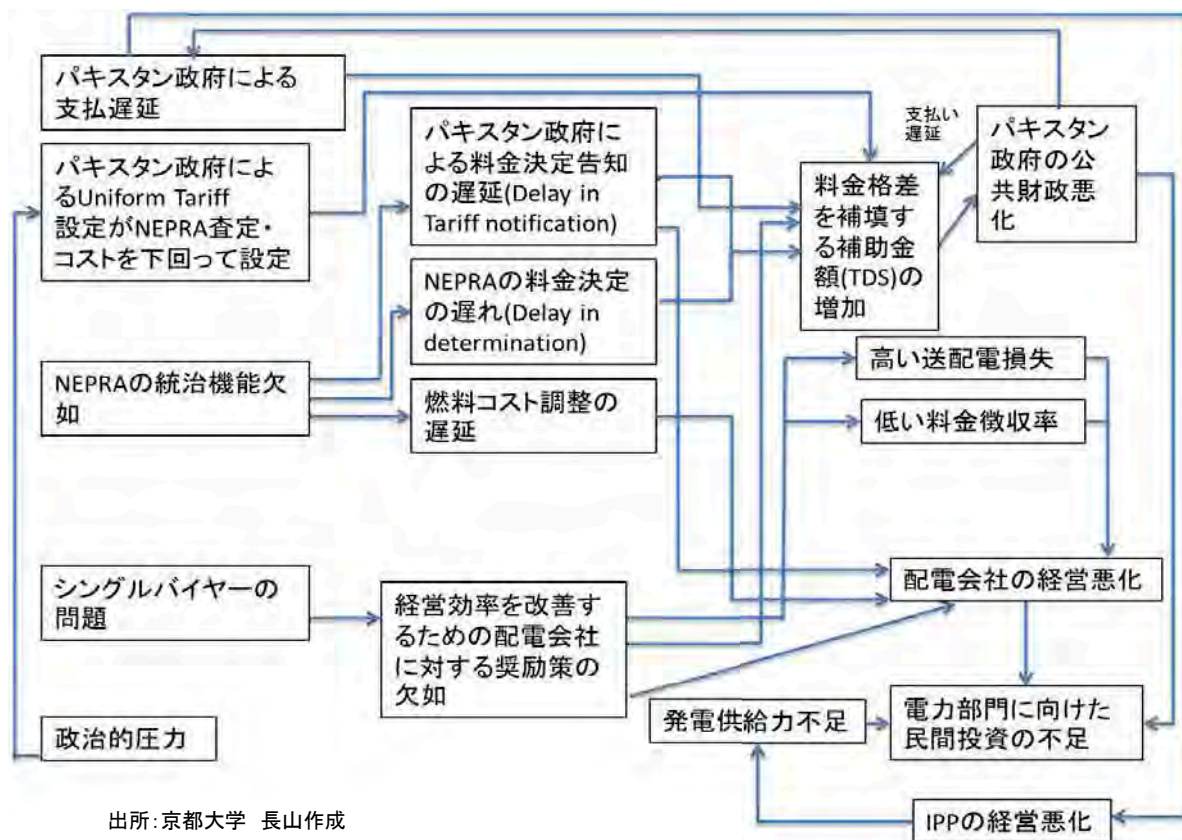 パキスタン政府による
支払遅延
パキスタン政府によ
るUniform Tariff
設定がNEPRA査定・
コストを下回って設定
NEPRAの統治機能欠
如
シングルバイヤーの
問題
政治的圧力
パキスタン政府に
よる料金決定告知
の遅延(Delay in
Tariff notification)
NEPRAの料金決定
の遅れ(Delay in
determination)
燃料コスト調整の
遅延
経営効率を改善す
るための配電会社
に対する奨励策の
欠如
支払い
遅延
料金格差
を補填す
る補助金
額(TDS)の
増加
パキスタン
政府の公
共財政悪
化
高い送配電損失
低い料金徴収率
配電会社の経営悪化
発電供給力不足
電力部門に向けた
民間投資の不足
IPPの経営悪化
出所:京都大学 長山作成